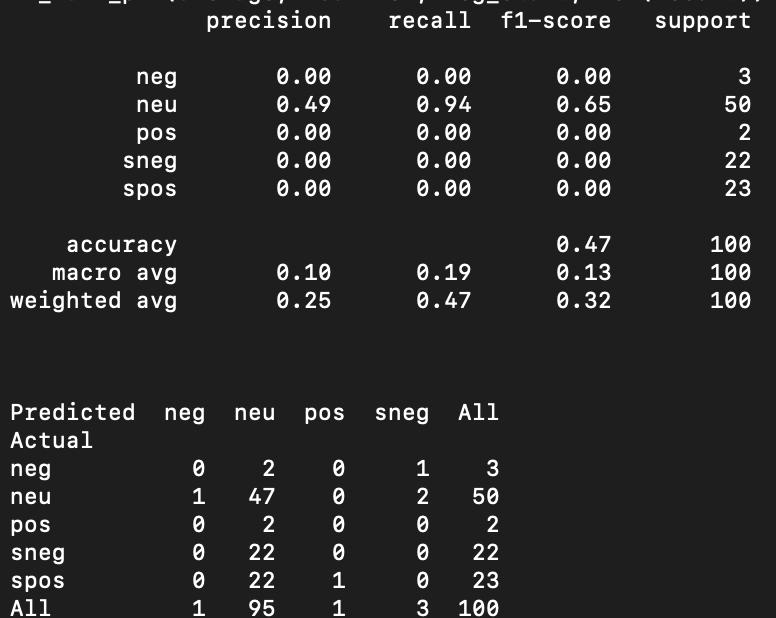 precision recall f1-score support
neg 0.00 0.00 0.00 3
neu 0.49 0.94 0.65 50
pos 0.00 0.00 0.00 2
sneg 0.00 0.00 0.00 22
spos 0.00 0.00 0.00 23
accuracy 0.47 100
macro avg 0.10 0.19 0.13 100
weighted avg 0.25 0.47 0.32 100
Predicted neg neu pos sneg All
Actual
neg 0 2 0 1 3
neu 1 47 0 2 50
pos 0 2 0 0 2
sneg 0 22 0 0 22
spos 0 22 1 0 23
All 1 95 1 3 100